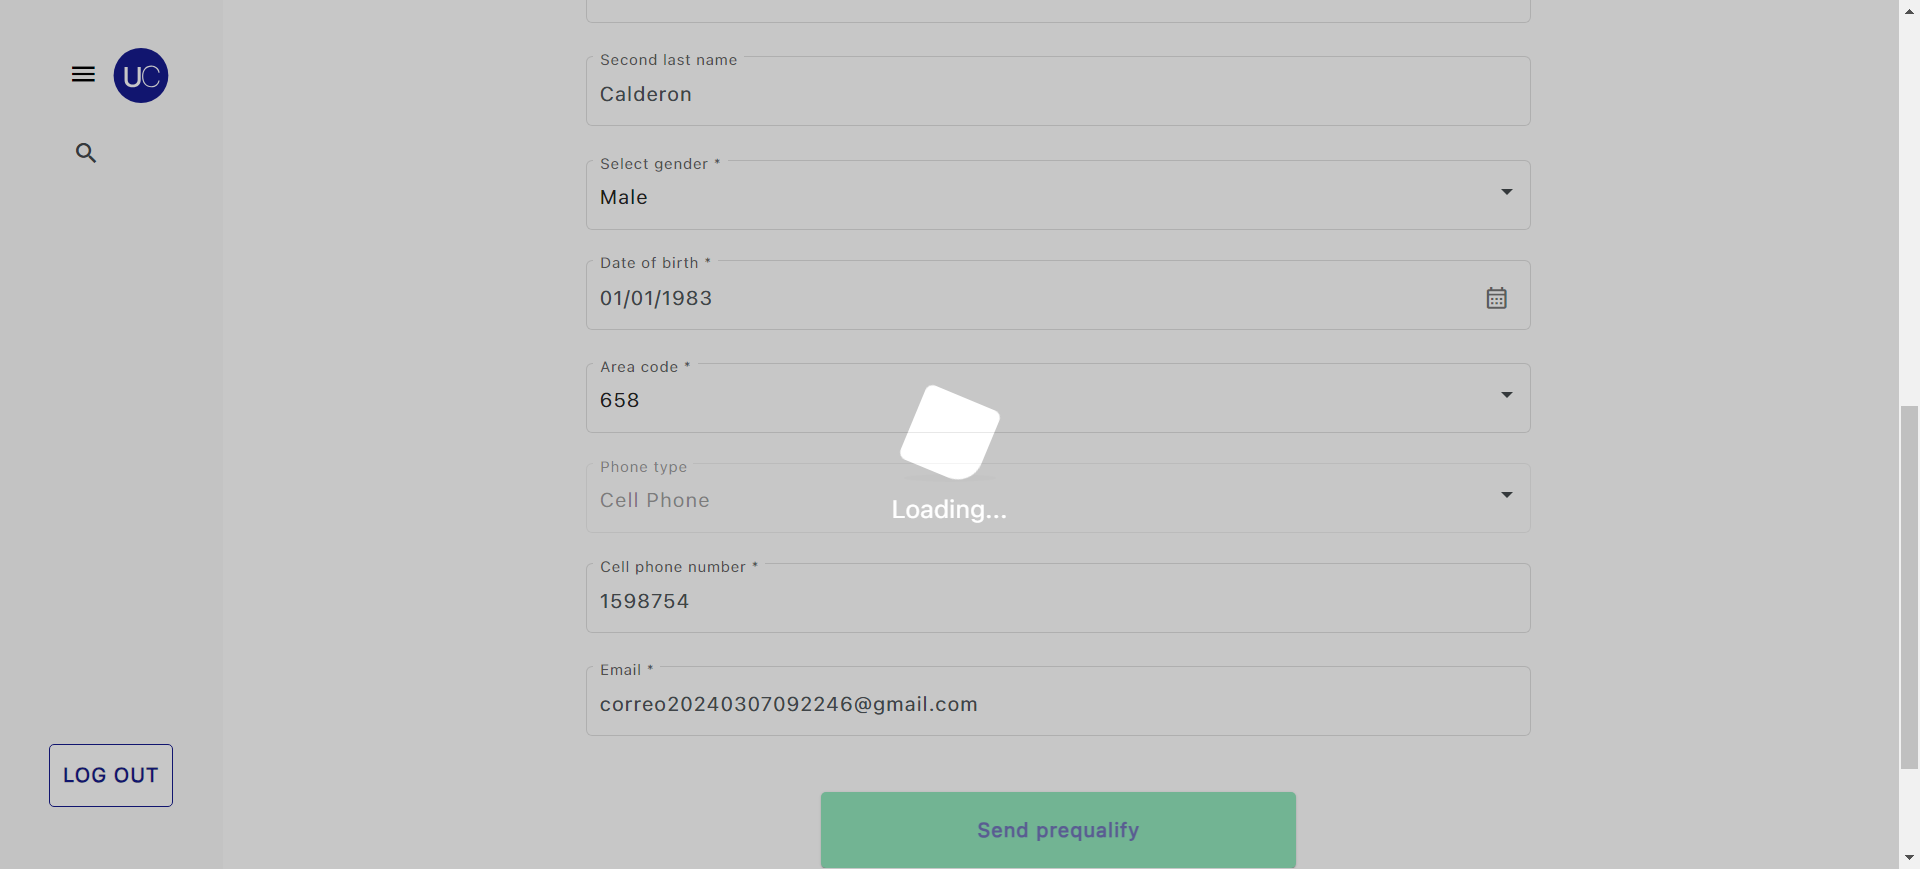 UC
Second last name
Calderon
Select gender *
Male
Date of birth *
01/01/1983
Area code *
658
Phone type
Cell Phone
Loading...
Cell phone number *
1598754
Email *
correo20240307092246@gmail.com
LOG OUT
Send prequalify